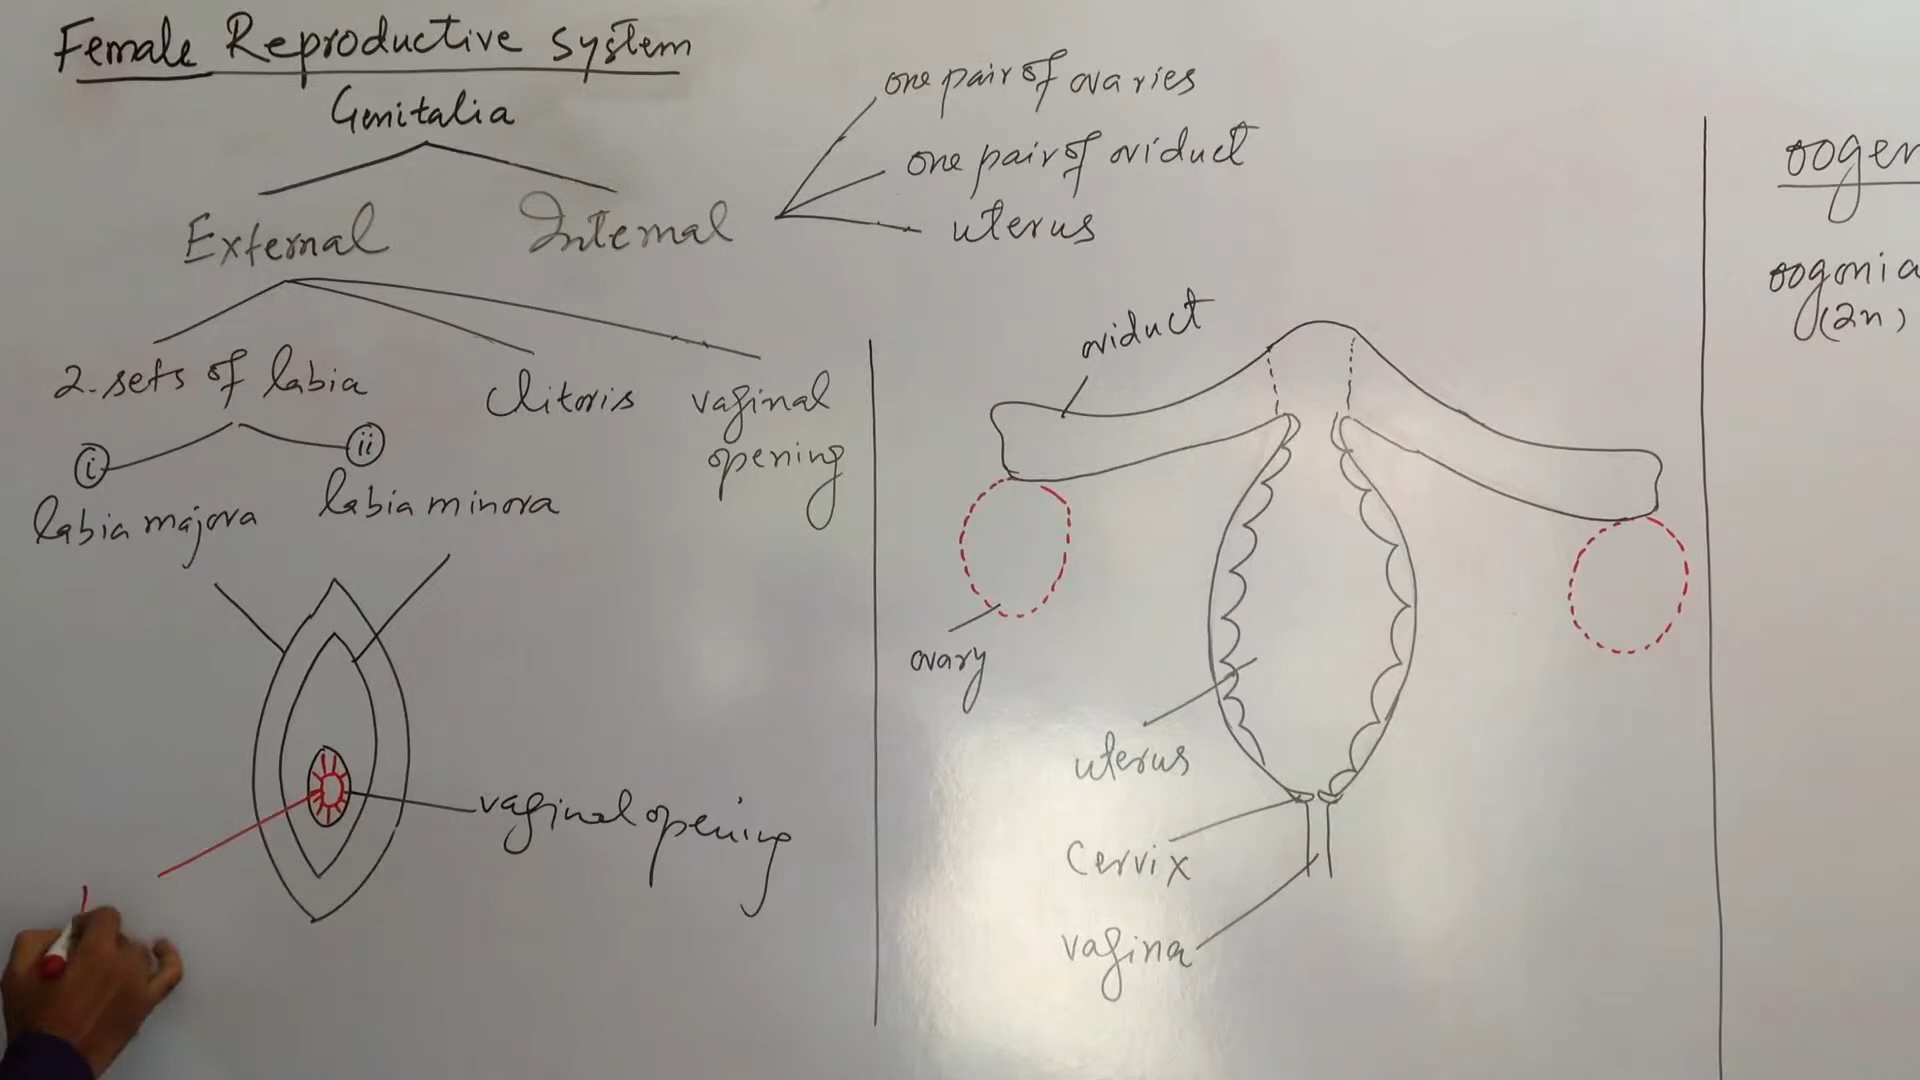 Female Reproductive system
Genitalia
External
Internal
one pair of ovaries
one pair of oviduct
uterus
2. sets of labia
clitoris
vaginal
opening
i
ii
labia majora
labia minora
vaginal opening
oviduct
ovary
uterus
Cervix
vagina
oogen
oogonia
(2n)